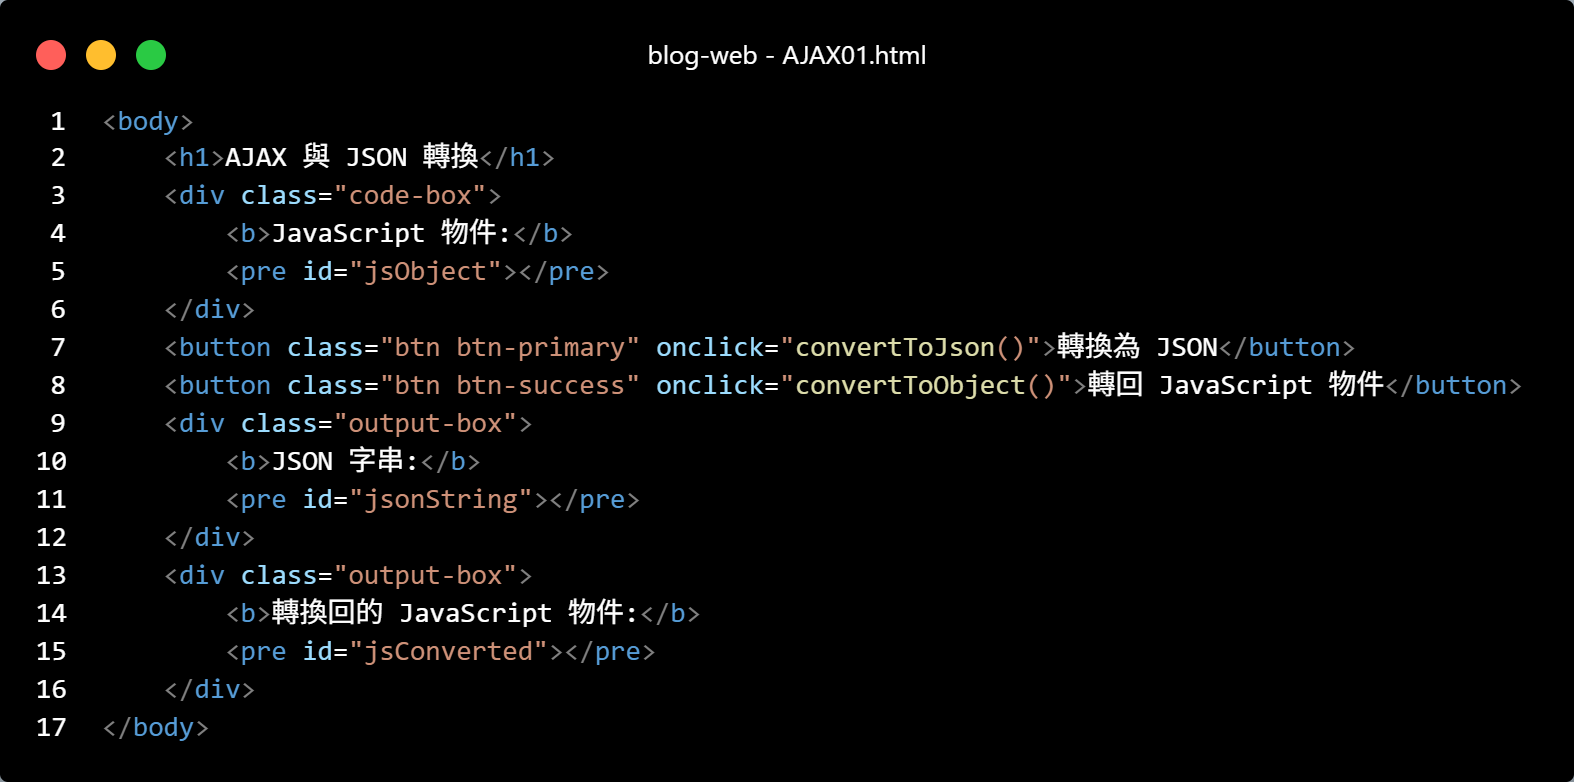 blog-web - AJAX01.html
1 <body>
2     <h1>AJAX 與 JSON 轉換</h1>
3     <div class="code-box">
4         <b>JavaScript 物件:</b>
5         <pre id="jsObject"></pre>
6     </div>
7     <button class="btn btn-primary" onclick="convertToJson()">轉換為 JSON</button>
8     <button class="btn btn-success" onclick="convertToObject()">轉回 JavaScript 物件</button>
9     <div class="output-box">
10         <b>JSON 字串:</b>
11         <pre id="jsonString"></pre>
12     </div>
13     <div class="output-box">
14         <b>轉換回的 JavaScript 物件:</b>
15         <pre id="jsConverted"></pre>
16     </div>
17 </body>